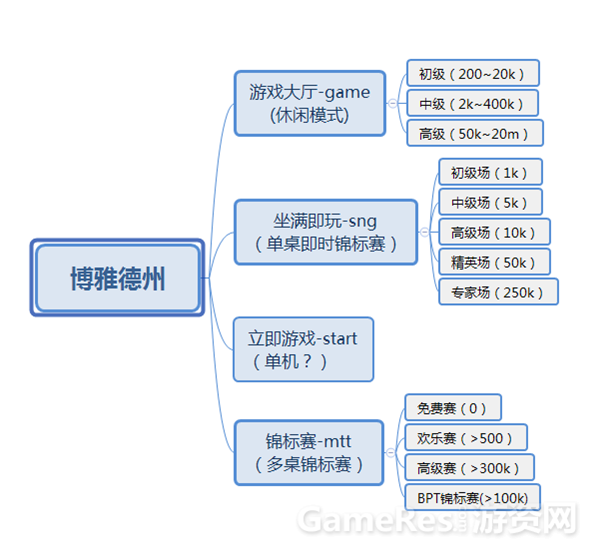 博雅德州
游戏大厅-game
(休闲模式)
初级（200~20k）
中级（2k~400k）
高级（50k~20m）
坐满即玩-sng
（单桌即时锦标赛）
初级场（1k）
中级场（5k）
高级场（10k）
精英场（50k）
专家场（250k）
立即游戏-start
（单机？）
锦标赛-mtt
（多桌锦标赛）
免费赛（0）
欢乐赛（>500）
高级赛（>300k）
BPT锦标赛(>100k)
GameRes游资网